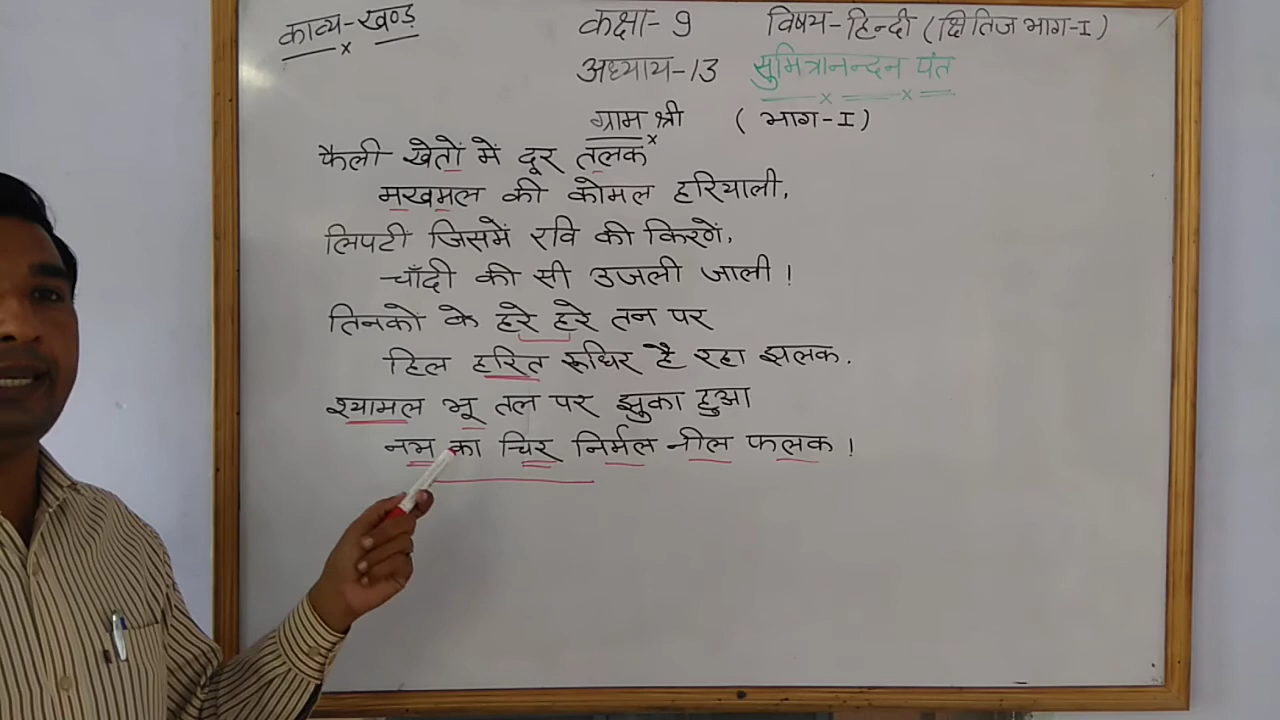 काव्य-खण्ड
कक्षा-9 विषय-हिन्दी (क्षितिज भाग-I)
अध्याय-13 सुमित्रानन्दन पंत
ग्राम श्री (भाग-I)
फैली खेतों में दूर तलक
मखमल की कोमल हरियाली,
लिपटी जिसमें रवि की किरणें,
चाँदी की सी उजली जाली!
तिनको के हरे हरे तन पर
हिल हरित रूधिर है रहा झलक,
श्यामल भू तल पर झुका हुआ
नभ का चिर निर्मल नील फलक!